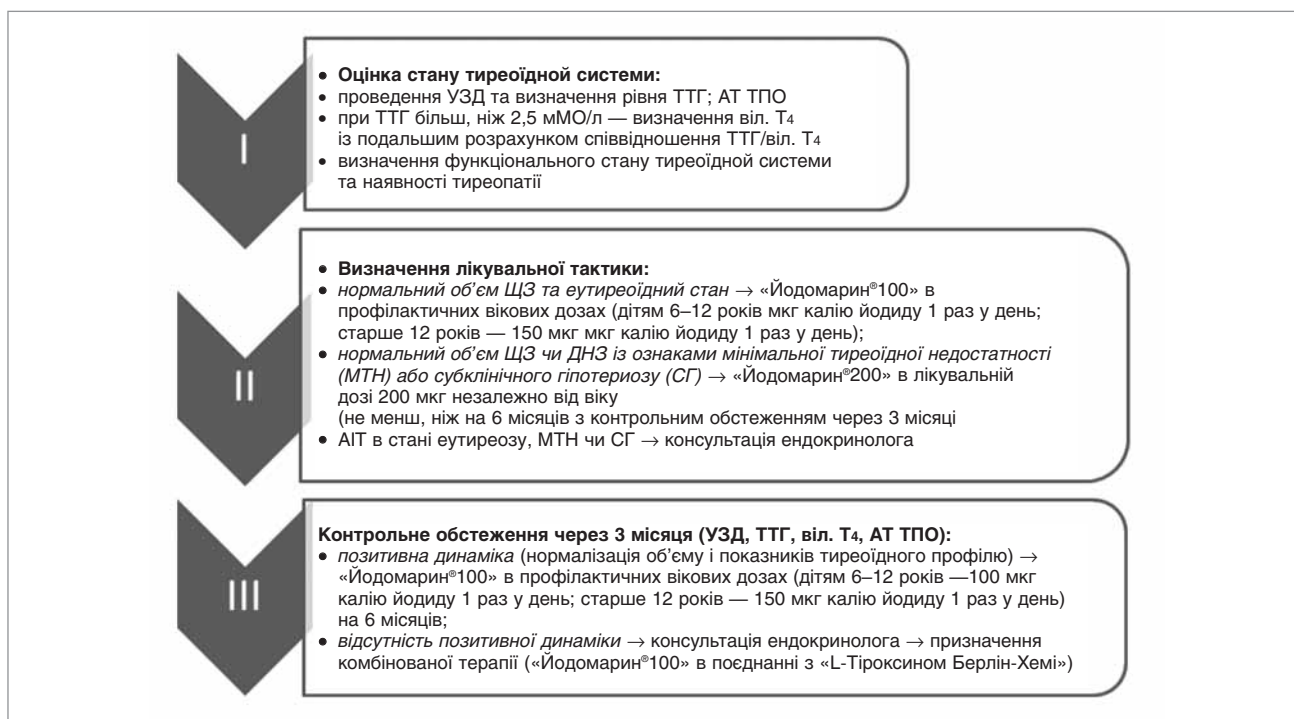 I
• Оцінка стану тиреоїдної системи:
• проведення УЗД та визначення рівня ТТГ; АТ ТПО
• при ТТГ більш, ніж 2,5 мМО/л — визначення віл. Т4
із подальшим розрахунком співвідношення ТТГ/віл. Т4
• визначення функціонального стану тиреоїдної системи
та наявності тиреопатії
II
• Визначення лікувальної тактики:
• нормальний об’єм ЩЗ та еутиреоїдний стан → «Йодомарин®100» в
профілактичних вікових дозах (дітям 6–12 років мкг калію йодиду 1 раз у день;
старше 12 років — 150 мкг мкг калію йодиду 1 раз у день);
• нормальний об’єм ЩЗ чи ДНЗ із ознаками мінімальної тиреоїдної недостатності
(МТН) або субклінічного гіпотериозу (СГ) → «Йодомарин®200» в лікувальній
дозі 200 мкг незалежно від віку
(не менш, ніж на 6 місяців з контрольним обстеженням через 3 місяці
• АІТ в стані еутиреозу, МТН чи СГ → консультація ендокринолога
III
Контрольне обстеження через 3 місяця (УЗД, ТТГ, віл. Т4, АТ ТПО):
• позитивна динаміка (нормалізація об’єму і показників тиреоїдного профілю) →
«Йодомарин®100» в профілактичних вікових дозах (дітям 6–12 років —100 мкг
калію йодиду 1 раз у день; старше 12 років — 150 мкг калію йодиду 1 раз у день)
на 6 місяців;
• відсутність позитивної динаміки → консультація ендокринолога → призначення
комбінованої терапії («Йодомарин®100» в поєднанні з «L-Тіроксином Берлін-Хемі»)